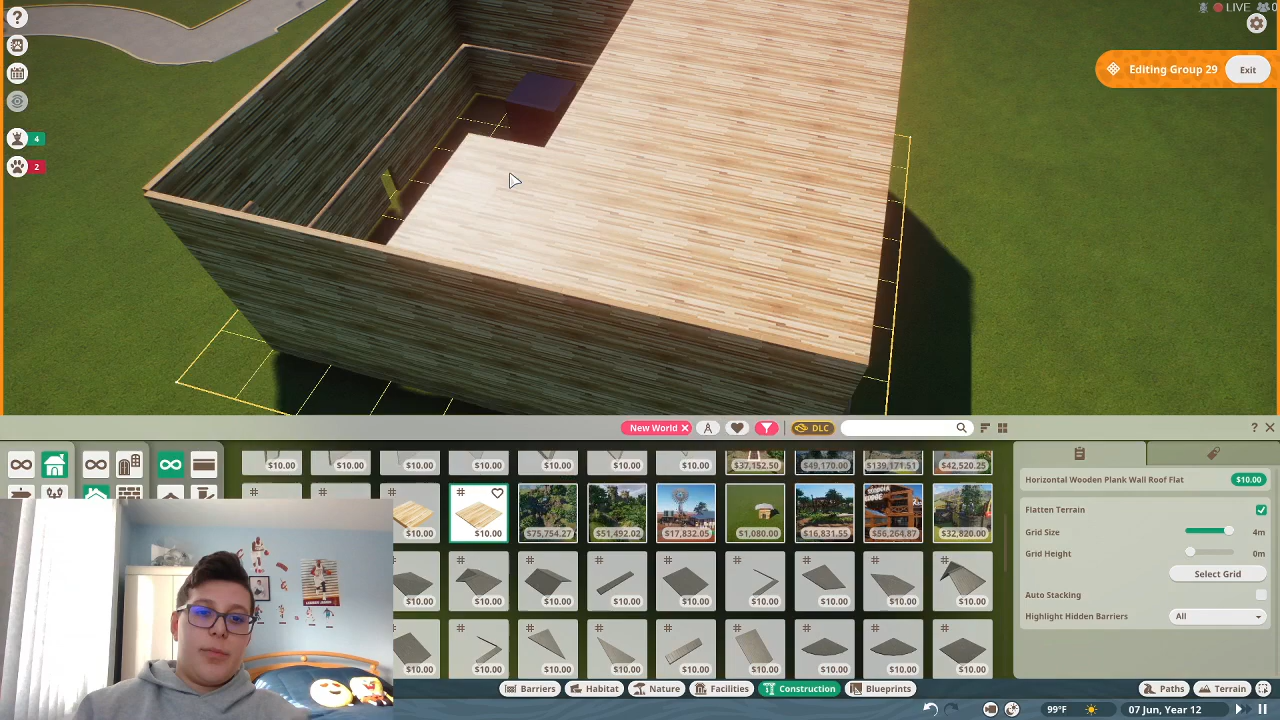 ?
LIVE
0
Editing Group 29
Exit
4
2
New World ×
DLC
? ×
$10.00 $10.00 $10.00 $10.00 $10.00 $10.00 $10.00 $37,152.50 $49,170.00 $139,171.51 $42,520.25
Horizontal Wooden Plank Wall Roof Flat $10.00
Flatten Terrain
Grid Size 4m
Grid Height 0m
Select Grid
Auto Stacking
Highlight Hidden Barriers All
$10.00 $10.00 $75,754.27 $51,492.02 $17,832.05 $1,080.00 $16,831.55 $56,264.87 $32,820.00
$10.00 $10.00 $10.00 $10.00 $10.00 $10.00 $10.00 $10.00 $10.00
$10.00 $10.00 $10.00 $10.00 $10.00 $10.00 $10.00 $10.00 $10.00
Barriers Habitat Nature Facilities Construction Blueprints Paths Terrain
99°F 07 Jun, Year 12